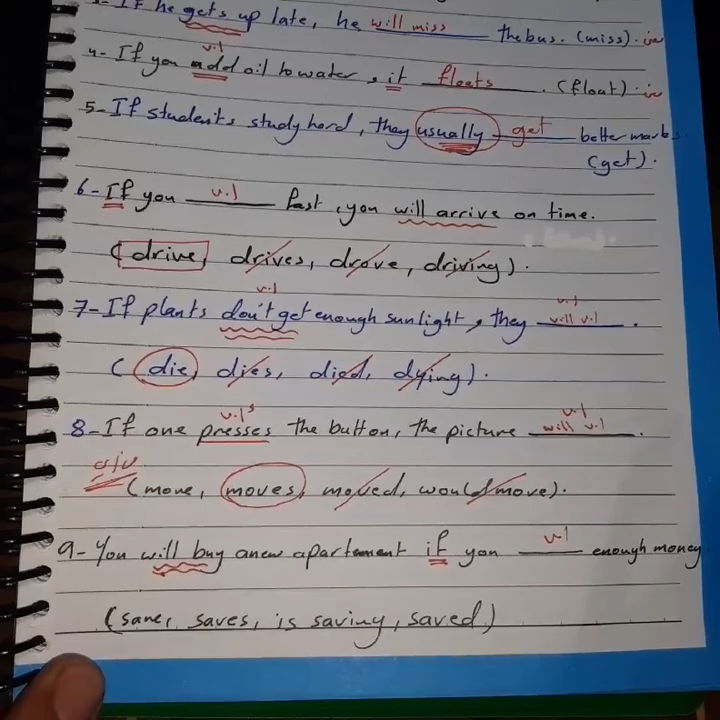 If he gets up late, he will miss the bus. (miss).
v.1
4- If you add oil to water, it floats. (float).
5- If students study hard, they usually get better marks
(get).
6- If you v.1 fast, you will arrive on time.
(drive, drives, drove, driving).
v.1 v.1
7- If plants don't get enough sunlight, they will v.1.
(die, dies, died, dying).
v.1s v.1
8- If one presses the button, the picture will v.1.
(move, moves, moved, would move).
9- You will buy a new apartement if you v.1 enough money
(save, saves, is saving, saved)